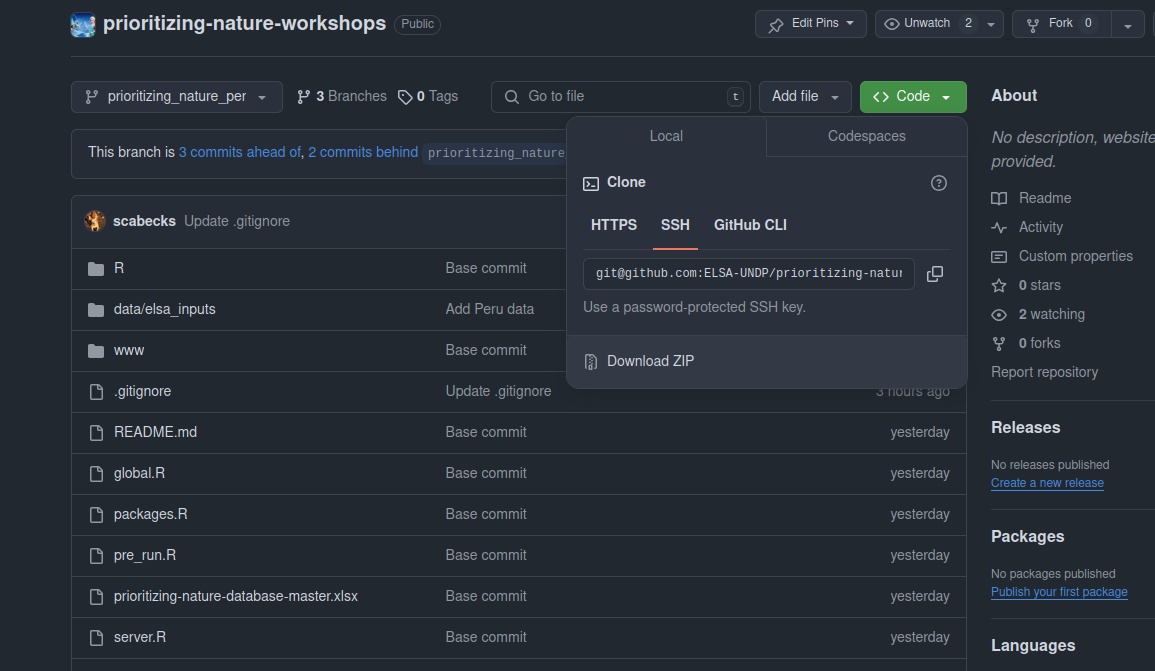 prioritizing-nature-workshops Public Edit Pins Unwatch 2 Fork 0
prioritizing_nature_per 3 Branches 0 Tags Go to file t Add file Code
About
No description, website
provided.
Readme
Activity
Custom properties
0 stars
2 watching
0 forks
Report repository
Releases
No releases published
Create a new release
Packages
No packages published
Publish your first package
Languages
Local Codespaces
Clone
HTTPS SSH GitHub CLI
git@github.com:ELSA-UNDP/prioritizing-natur
Use a password-protected SSH key.
Download ZIP
This branch is 3 commits ahead of, 2 commits behind prioritizing_nature
scabecks Update .gitignore
R Base commit
data/elsa_inputs Add Peru data
www Base commit
.gitignore Update .gitignore 3 hours ago
README.md Base commit yesterday
global.R Base commit yesterday
packages.R Base commit yesterday
pre_run.R Base commit yesterday
prioritizing-nature-database-master.xlsx Base commit yesterday
server.R Base commit yesterday